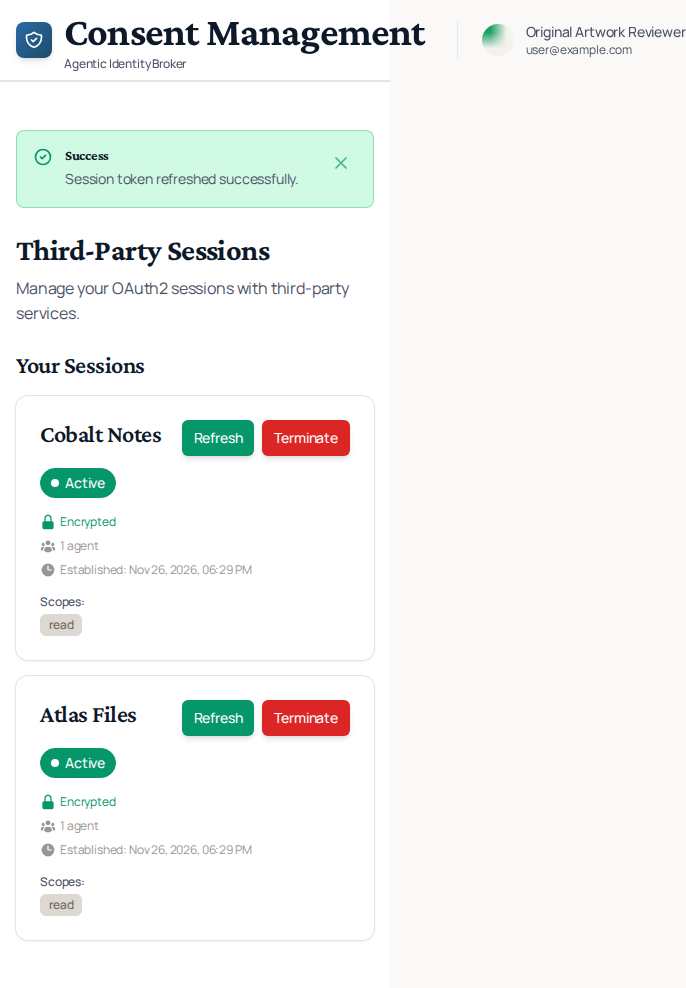 Consent Management
Agentic Identity Broker
Original Artwork Reviewer
user@example.com
Success
Session token refreshed successfully.
Third-Party Sessions
Manage your OAuth2 sessions with third-party
services.
Your Sessions
Cobalt Notes
Refresh
Terminate
Active
Encrypted
1 agent
Established: Nov 26, 2026, 06:29 PM
Scopes:
read
Atlas Files
Refresh
Terminate
Active
Encrypted
1 agent
Established: Nov 26, 2026, 06:29 PM
Scopes:
read